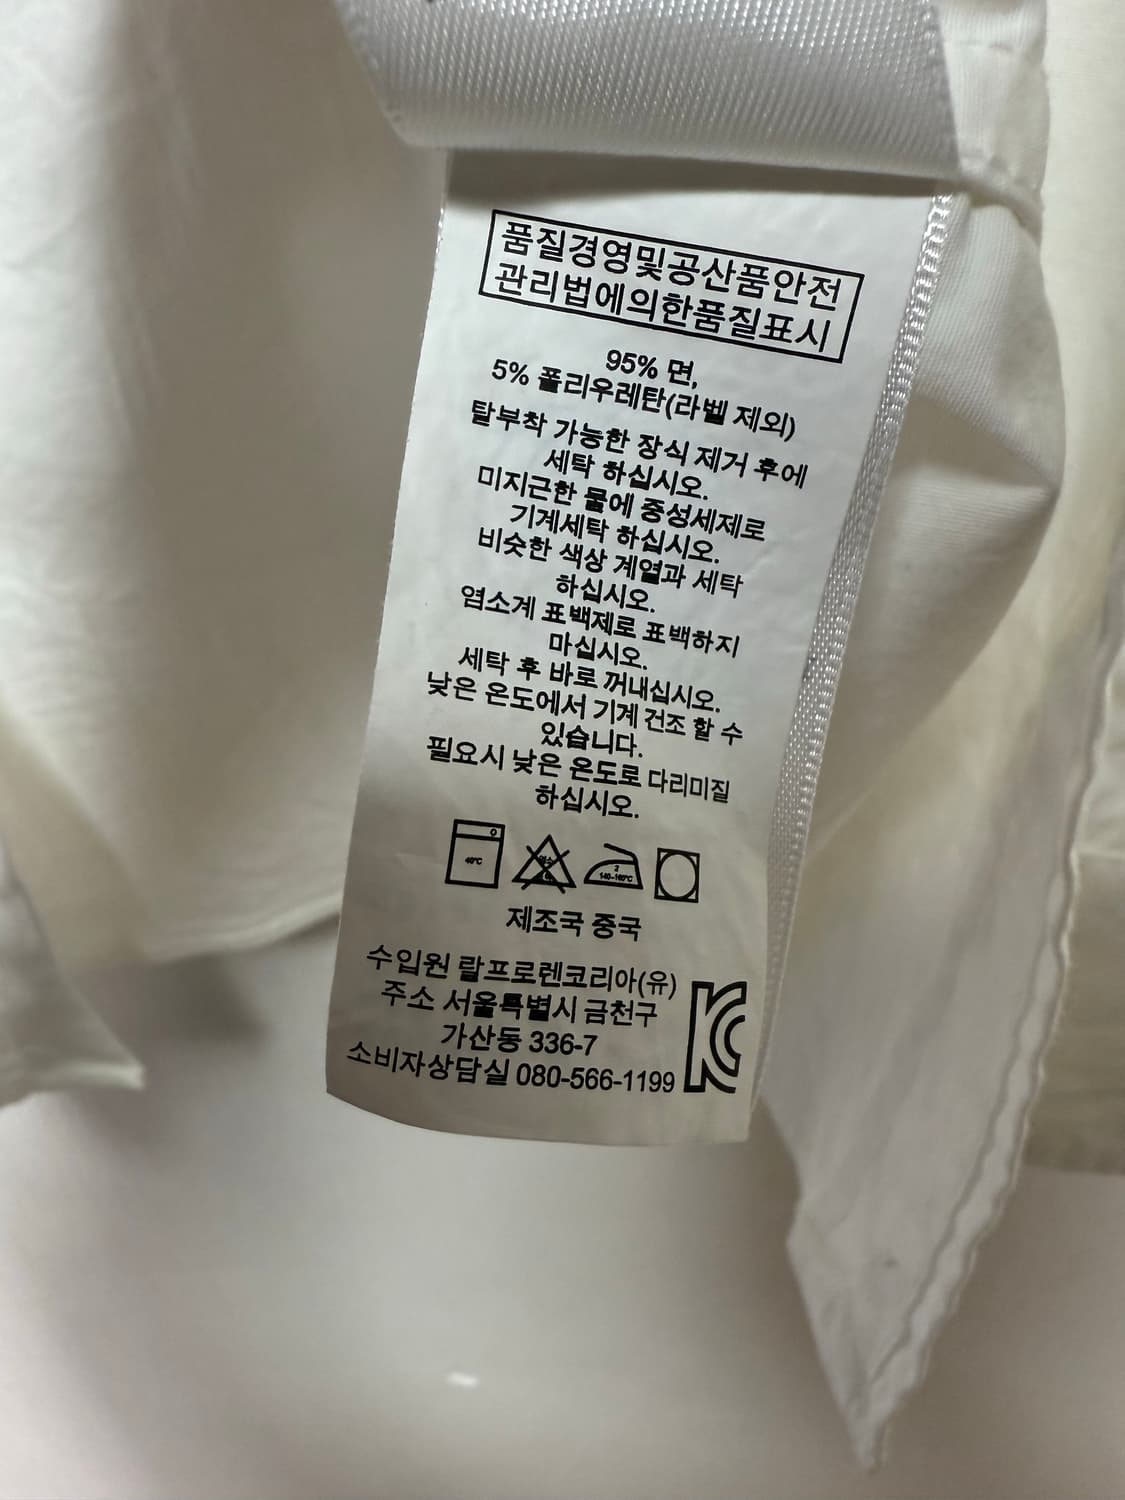 품질경영및공산품안전
관리법에의한품질표시
95% 면,
5% 폴리우레탄(라벨 제외)
탈부착 가능한 장식 제거 후에
세탁 하십시오.
미지근한 물에 중성세제로
기계세탁 하십시오.
비슷한 색상 계열과 세탁
하십시오.
염소계 표백제로 표백하지
마십시오.
세탁 후 바로 꺼내십시오.
낮은 온도에서 기계 건조 할 수
있습니다.
필요시 낮은 온도로 다리미질
하십시오.
40°C
2
140~160°C
제조국 중국
수입원 랄프로렌코리아(유)
주소 서울특별시 금천구
가산동 336-7
소비자상담실 080-566-1199